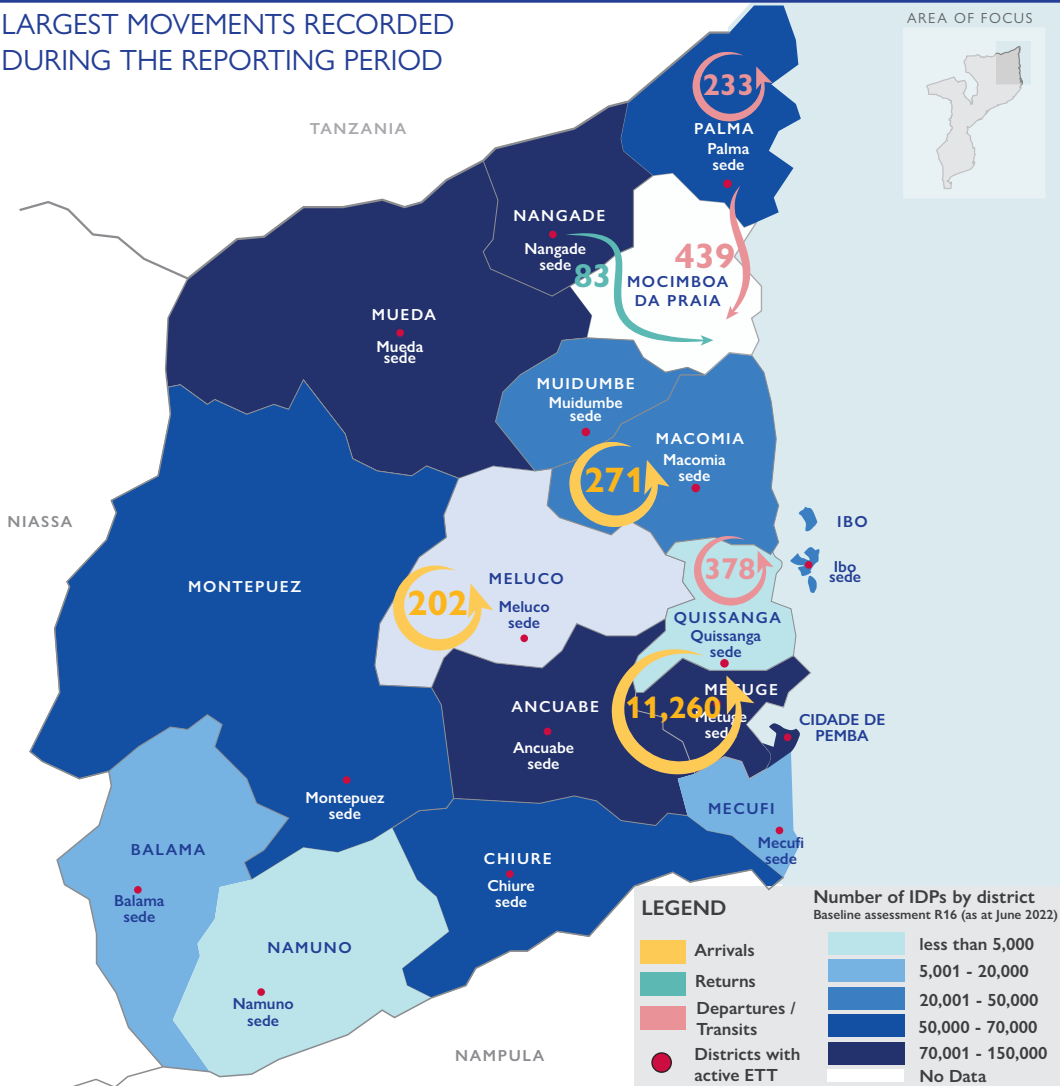 LARGEST MOVEMENTS RECORDED
DURING THE REPORTING PERIOD
AREA OF FOCUS
TANZANIA
233
PALMA
Palma
sede
NANGADE
Nangade
sede
83
439
MOCIMBOA
DA PRAIA
MUEDA
Mueda
sede
MUIDUMBE
Muidumbe
sede
MACOMIA
Macomia
sede
271
NIASSA
IBO
Ibo
sede
378
MONTEPUEZ
MELUCO
202
Meluco
sede
QUISSANGA
Quissanga
sede
METUGE
11,260
Metuge
sede
ANCUABE
Ancuabe
sede
CIDADE DE
PEMBA
Montepuez
sede
MECUFI
Mecufi
sede
BALAMA
Balama
sede
CHIURE
Chiure
sede
NAMUNO
Namuno
sede
NAMPULA
LEGEND
Arrivals
Returns
Departures /
Transits
Districts with
active ETT
Number of IDPs by district
Baseline assessment R16 (as at June 2022)
less than 5,000
5,001 - 20,000
20,001 - 50,000
50,000 - 70,000
70,001 - 150,000
No Data